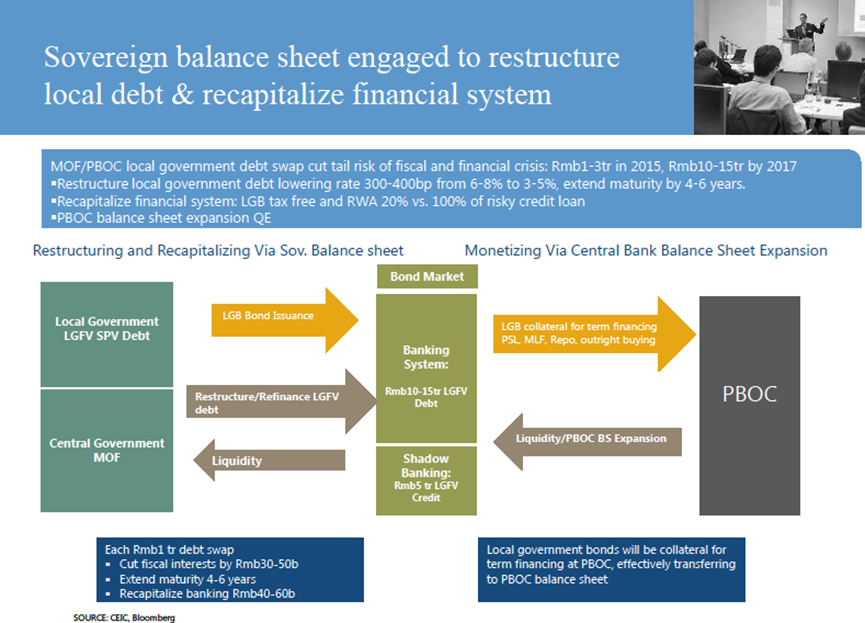 Sovereign balance sheet engaged to restructure
local debt & recapitalize financial system
MOF/PBOC local government debt swap cut tail risk of fiscal and financial crisis: Rmb1-3tr in 2015, Rmb10-15tr by 2017
▪Restructure local government debt lowering rate 300-400bp from 6-8% to 3-5%, extend maturity by 4-6 years.
▪Recapitalize financial system: LGB tax free and RWA 20% vs. 100% of risky credit loan
▪PBOC balance sheet expansion QE
Restructuring and Recapitalizing Via Sov. Balance sheet
Monetizing Via Central Bank Balance Sheet Expansion
Local Government
LGFV SPV Debt
Central Government
MOF
LGB Bond Issuance
Restructure/Refinance LGFV
debt
Liquidity
Bond Market
Banking
System:
Rmb10-15tr LGFV
Debt
Shadow
Banking:
Rmb5 tr LGFV
Credit
LGB collateral for term financing
PSL, MLF, Repo, outright buying
Liquidity/PBOC BS Expansion
PBOC
Each Rmb1 tr debt swap
▪ Cut fiscal interests by Rmb30-50b
▪ Extend maturity 4-6 years
▪ Recapitalize banking Rmb40-60b
Local government bonds will be collateral for
term financing at PBOC, effectively transferring
to PBOC balance sheet
SOURCE: CEIC, Bloomberg